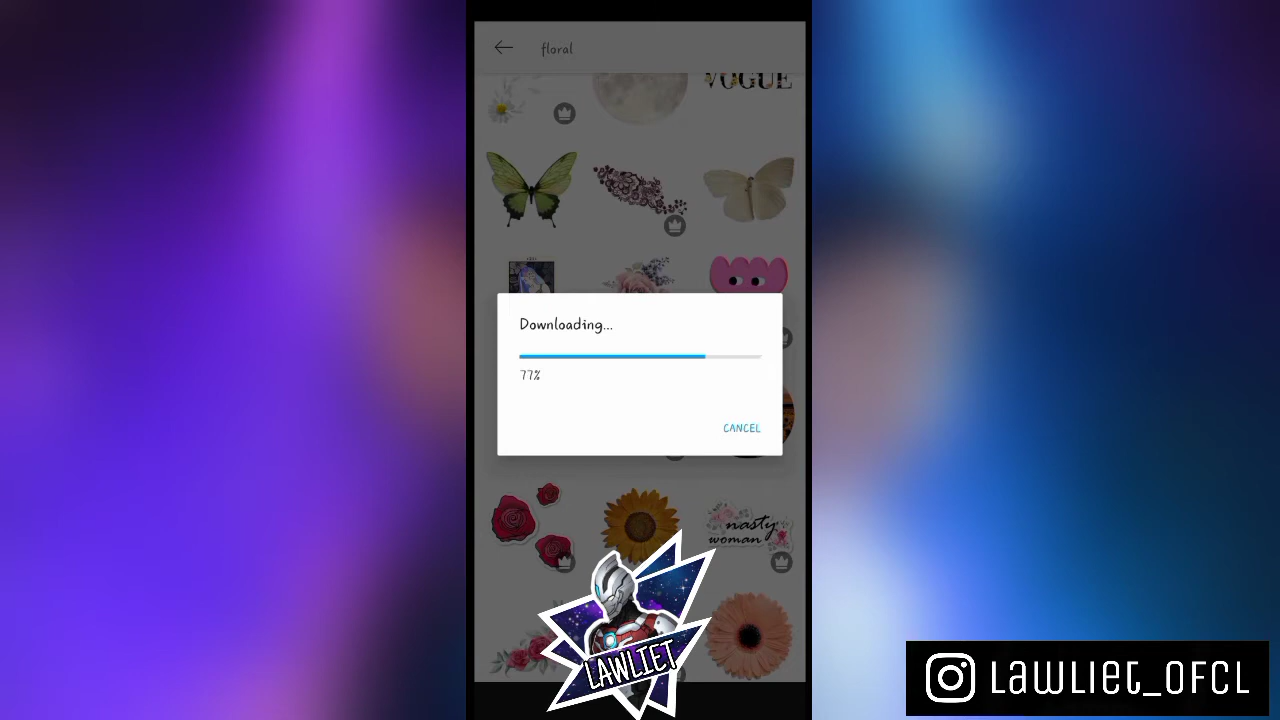 floral
VOGUE
Downloading...
77%
CANCEL
nasty
woman
LAWLIET
LAWLIET_OFCL